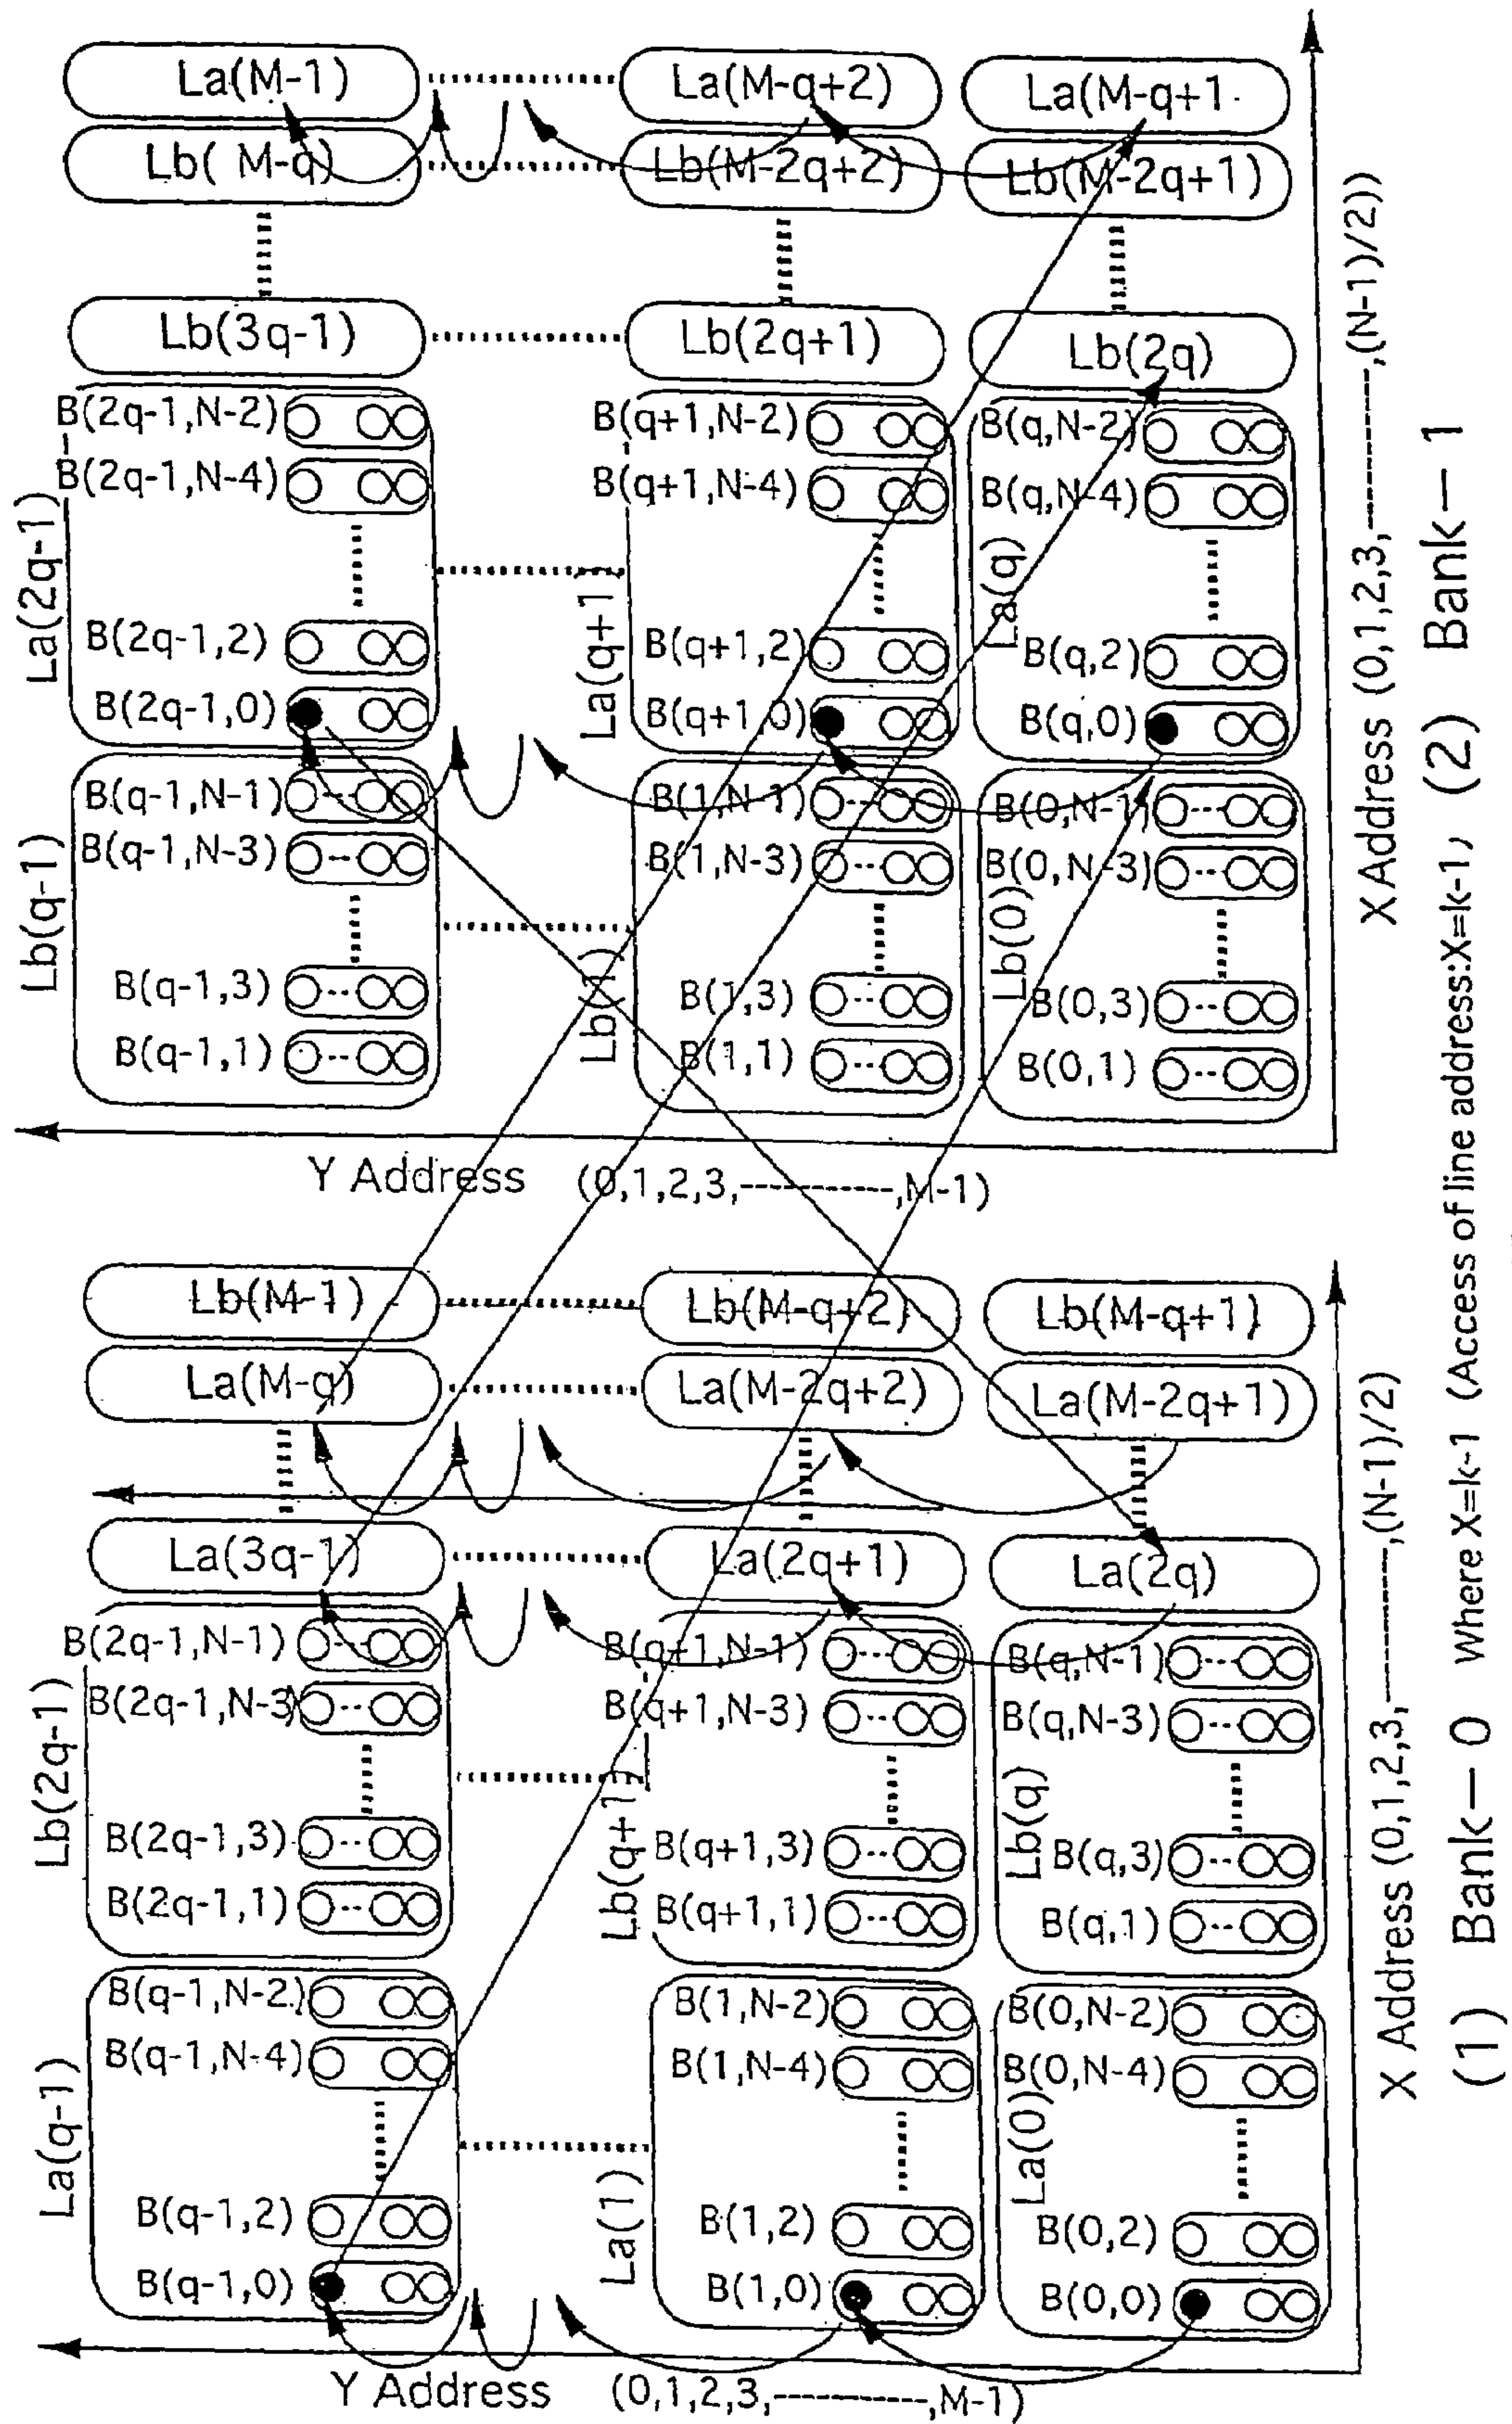 La(M-1)
La(M-q+2)
La(M-q+1
Lb( M-q)
Lb(M-2q+2)
Lb(M-2q+1)
Lb(3q-1)
Lb(2q+1)
Lb(2q)
La(2q-1)
B(2q-1,N-2)
B(2q-1,N-4)
B(2q-1,2)
B(2q-1,0)
La(q+1)
B(q+1,N-2)
B(q+1,N-4)
B(q+1,2)
B(q+1,0)
La(q)
B(q,N-2)
B(q,N-4)
B(q,2)
B(q,0)
Lb(q-1)
B(q-1,N-1)
B(q-1,N-3)
B(q-1,3)
B(q-1,1)
Lb(1)
B(1,N-1)
B(1,N-3)
B(1,3)
B(1,1)
Lb(0)
B(0,N-1)
B(0,N-3)
B(0,3)
B(0,1)
Y Address (0,1,2,3,------------,M-1)
X Address (0,1,2,3,------------,(N-1)/2))
(2) Bank-1
Lb(M-1)
Lb(M-q+2)
Lb(M-q+1)
La(M-q)
La(M-2q+2)
La(M-2q+1)
La(3q-1)
La(2q+1)
La(2q)
Lb(2q-1)
B(2q-1,N-1)
B(2q-1,N-3)
B(2q-1,3)
B(2q-1,1)
Lb(q+1)
B(q+1,N-1)
B(q+1,N-3)
B(q+1,3)
B(q+1,1)
Lb(q)
B(q,N-1)
B(q,N-3)
B(q,3)
B(q,1)
La(q-1)
B(q-1,N-2)
B(q-1,N-4)
B(q-1,2)
B(q-1,0)
La(1)
B(1,N-2)
B(1,N-4)
B(1,2)
B(1,0)
La(0)
B(0,N-2)
B(0,N-4)
B(0,2)
B(0,0)
Y Address (0,1,2,3,------------,M-1)
X Address (0,1,2,3,------------,(N-1)/2)
(1) Bank-0
where X=k-1 (Access of line address:X=k-1;